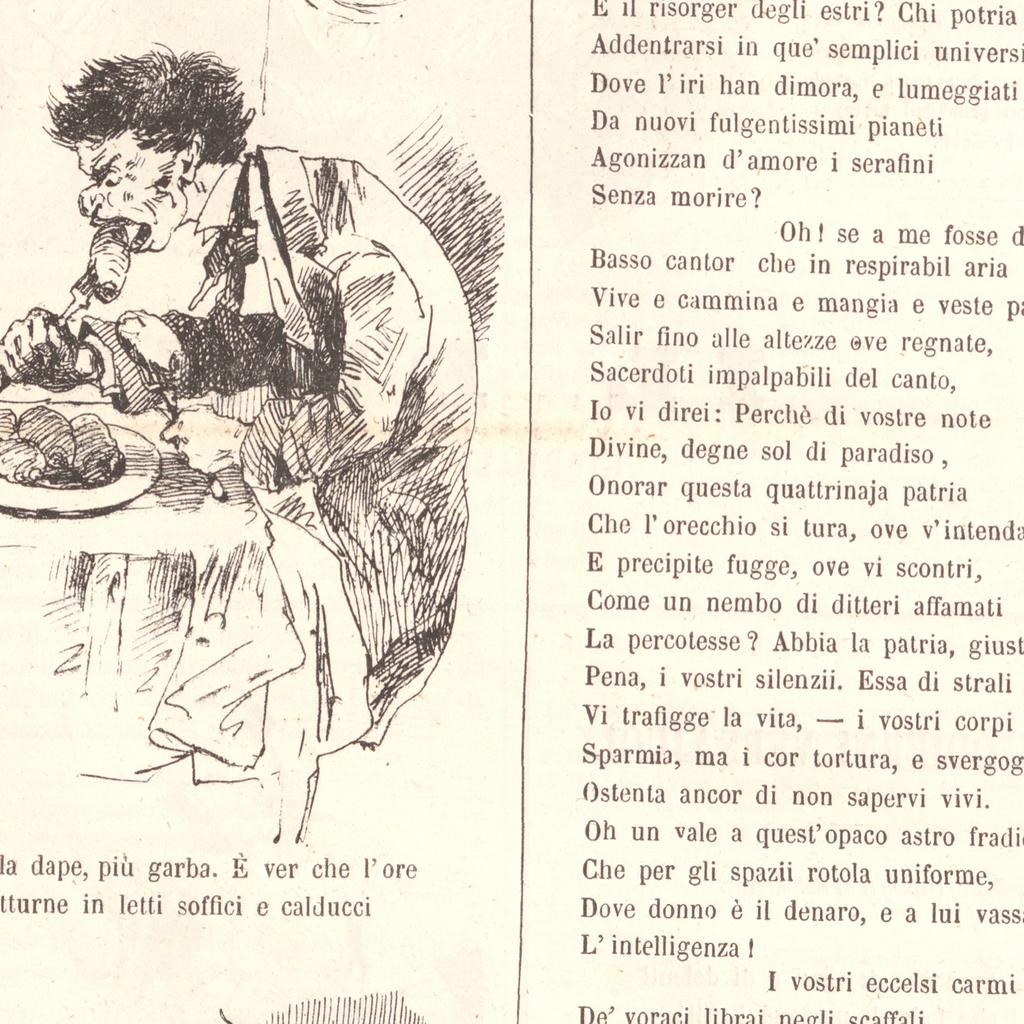 la dape, più garba. È ver che l'ore
tturne in letti soffici e calducci
E il risorger degli estri? Chi potria
Addentrarsi in que' semplici universi
Dove l'iri han dimora, e lumeggiati
Da nuovi fulgentissimi pianeti
Agonizzan d'amore i serafini
Senza morire?
Oh! se a me fosse d
Basso cantor che in respirabil aria
Vive e cammina e mangia e veste pa
Salir fino alle altezze ove regnate,
Sacerdoti impalpabili del canto,
Io vi direi: Perchè di vostre note
Divine, degne sol di paradiso,
Onorar questa quattrinaja patria
Che l'orecchio si tura, ove v'intenda
E precipite fugge, ove vi scontri,
Come un nembo di ditteri affamati
La percotesse? Abbia la patria, giust
Pena, i vostri silenzii. Essa di strali
Vi trafigge la vita, — i vostri corpi
Sparmia, ma i cor tortura, e svergog
Ostenta ancor di non sapervi vivi.
Oh un vale a quest'opaco astro fradi
Che per gli spazii rotola uniforme,
Dove donno è il denaro, e a lui vass
L'intelligenza!
I vostri eccelsi carmi
De' voraci librai negli scaffali